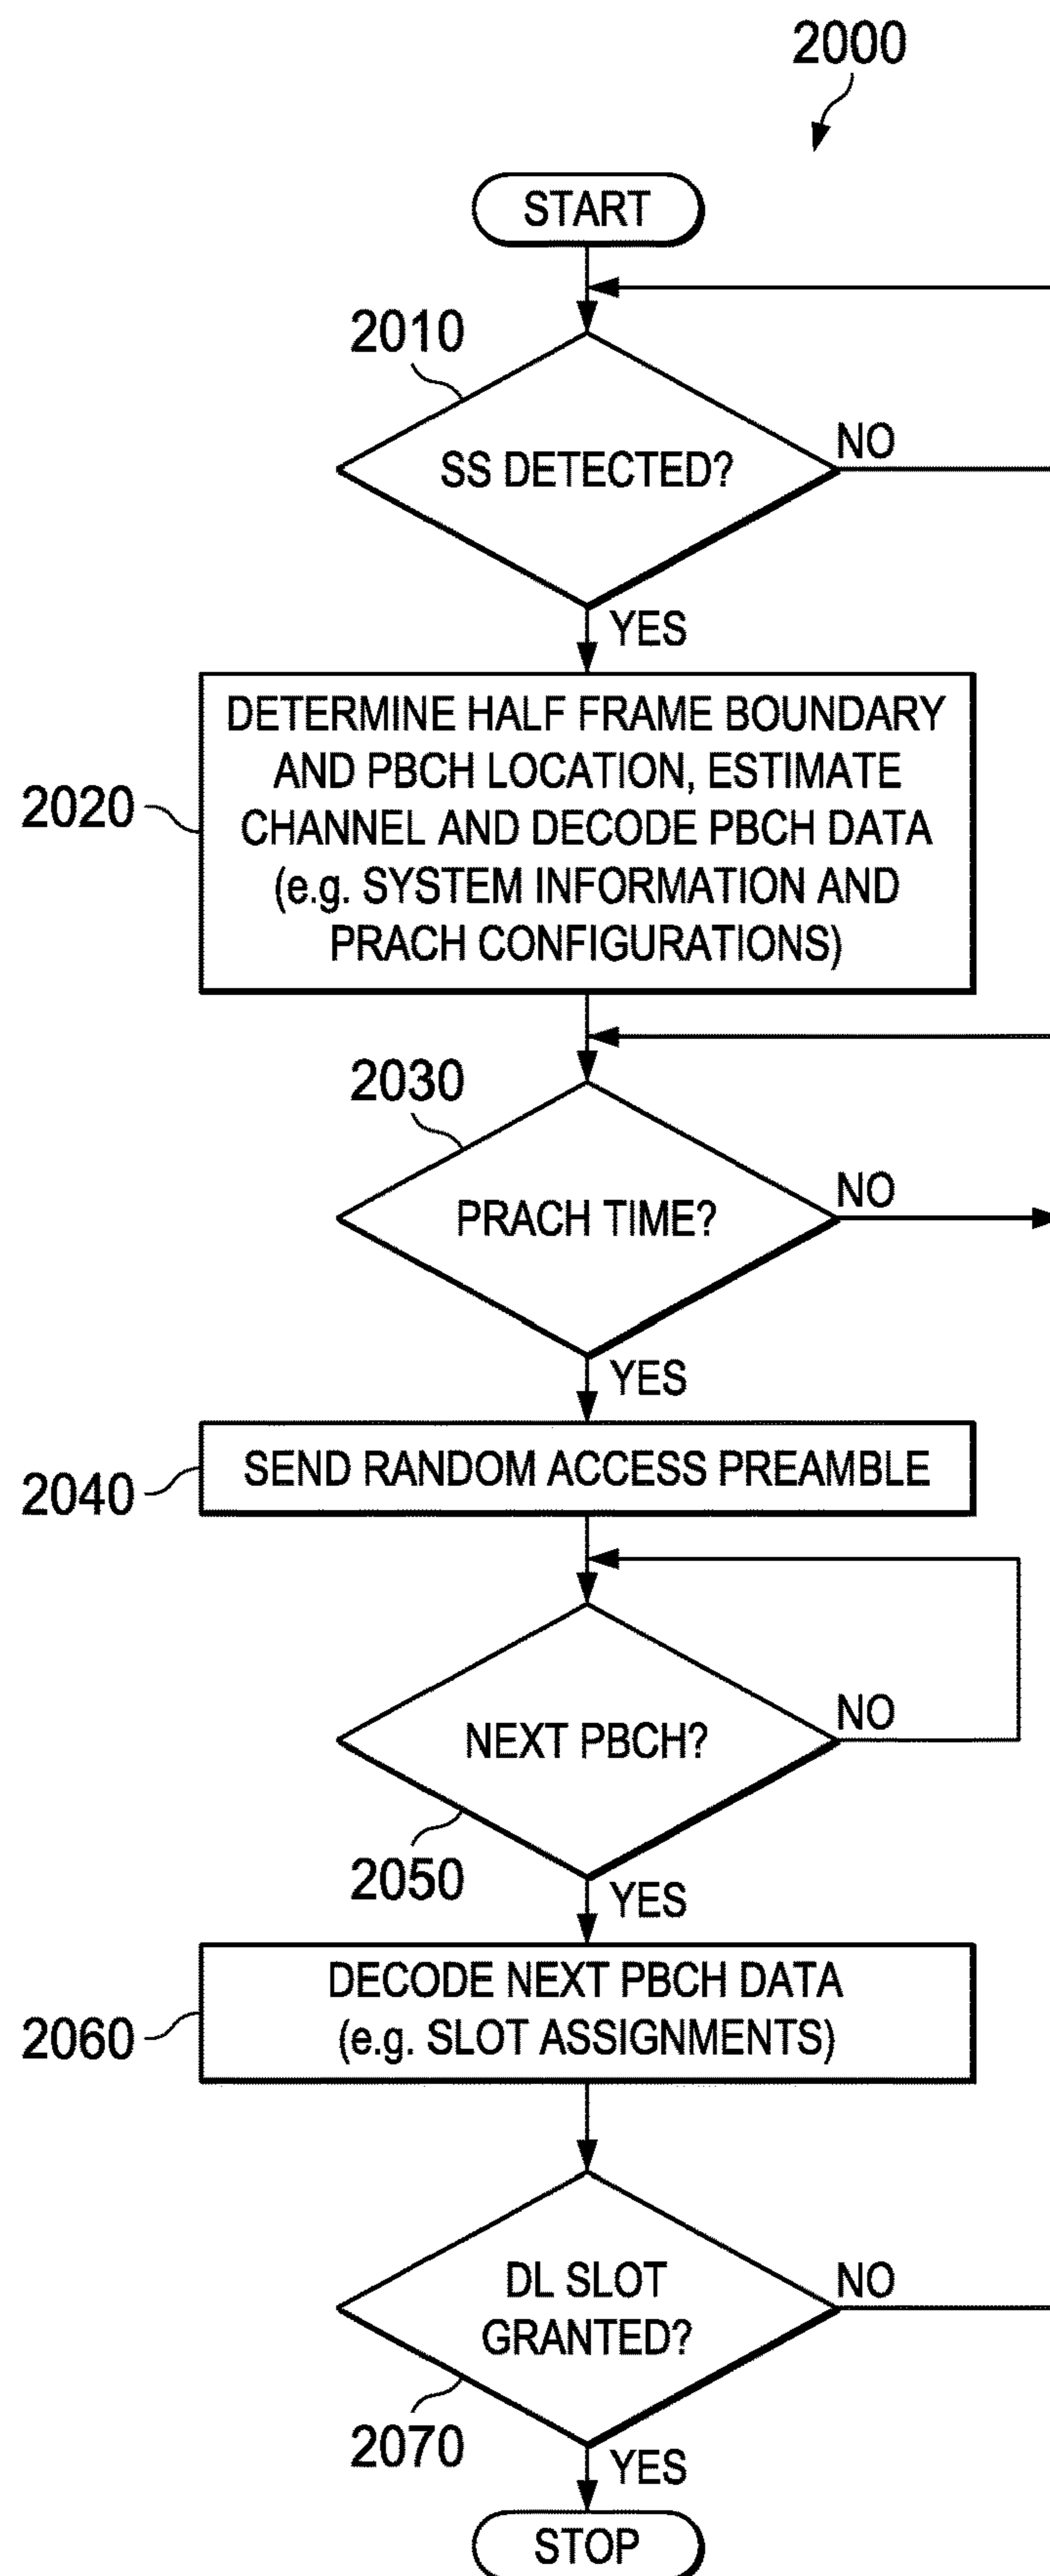 2000
START
2010
SS DETECTED?
NO
YES
2020
DETERMINE HALF FRAME BOUNDARY
AND PBCH LOCATION, ESTIMATE
CHANNEL AND DECODE PBCH DATA
(e.g. SYSTEM INFORMATION AND
PRACH CONFIGURATIONS)
2030
PRACH TIME?
NO
YES
2040
SEND RANDOM ACCESS PREAMBLE
NEXT PBCH?
NO
2050
YES
2060
DECODE NEXT PBCH DATA
(e.g. SLOT ASSIGNMENTS)
DL SLOT
GRANTED?
NO
2070
YES
STOP